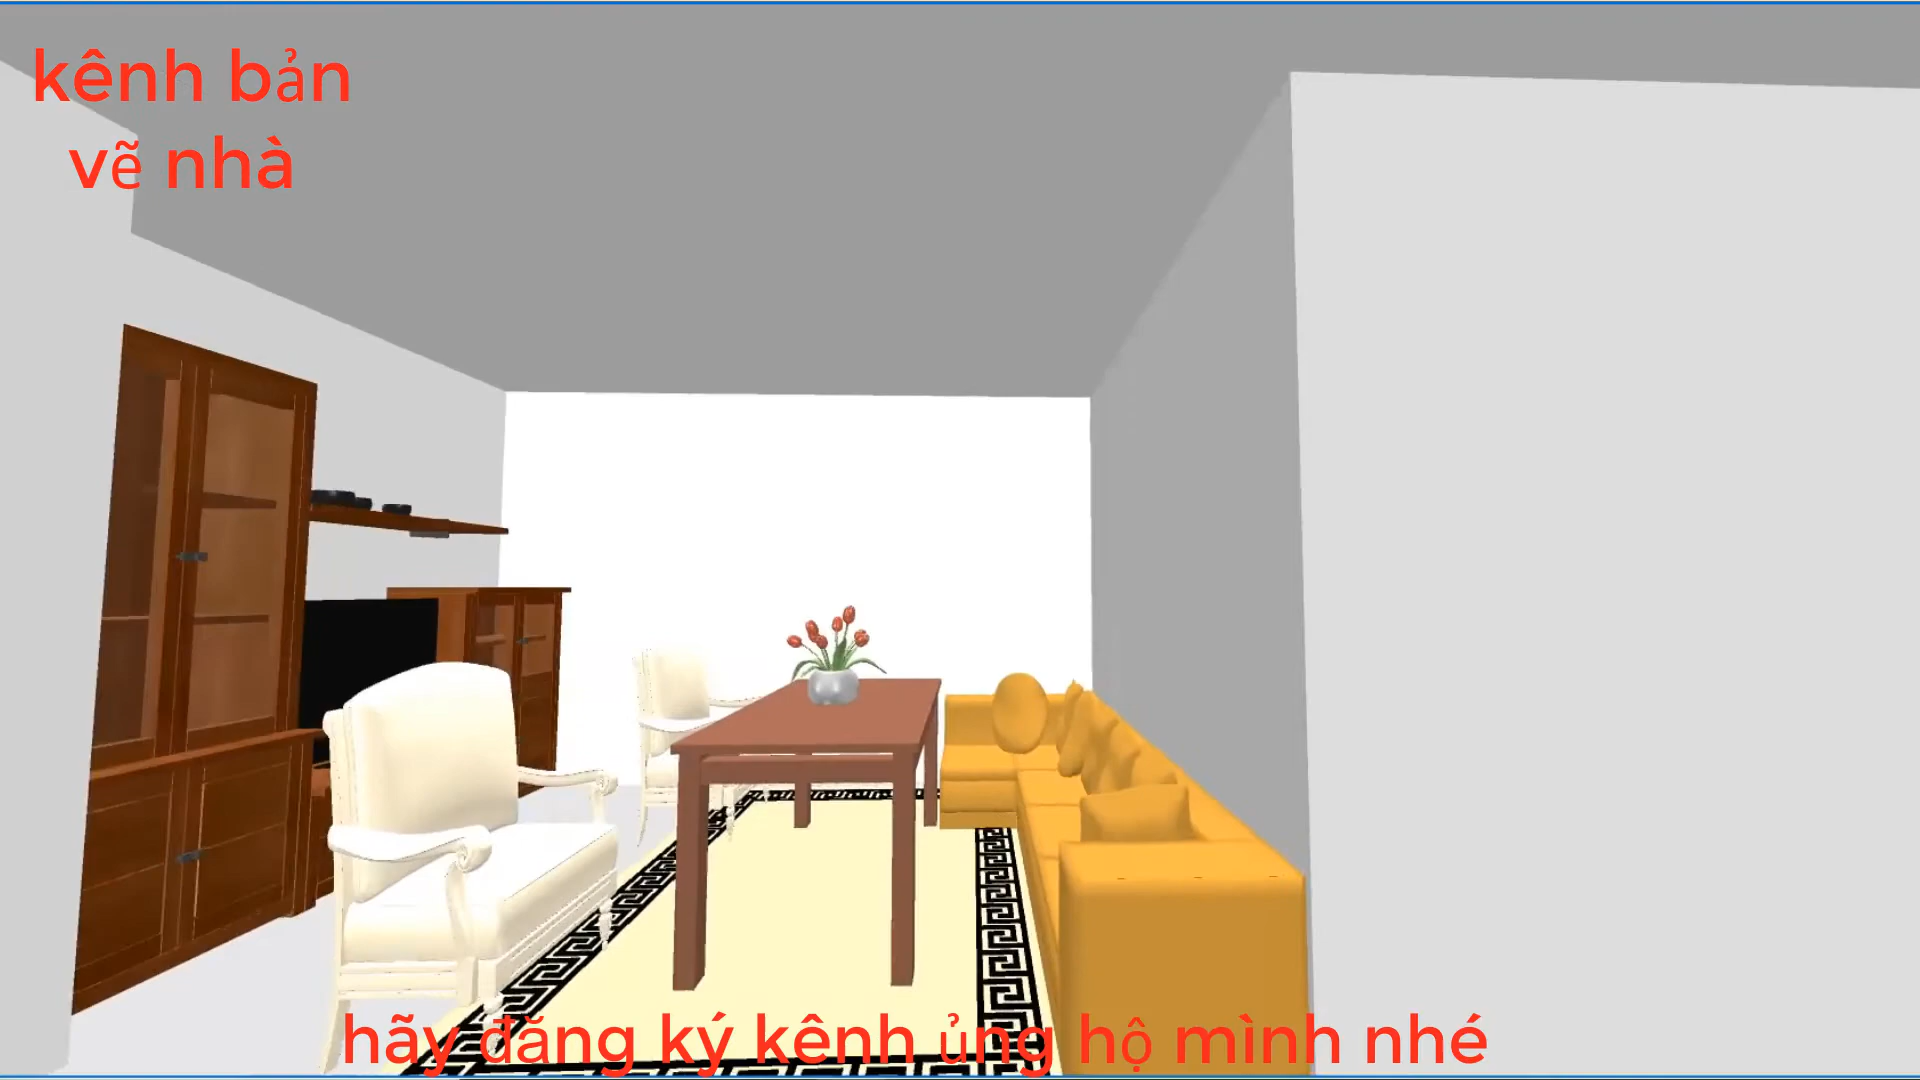 kênh bản
vẽ nhà
hãy đăng ký kênh ủng hộ mình nhé